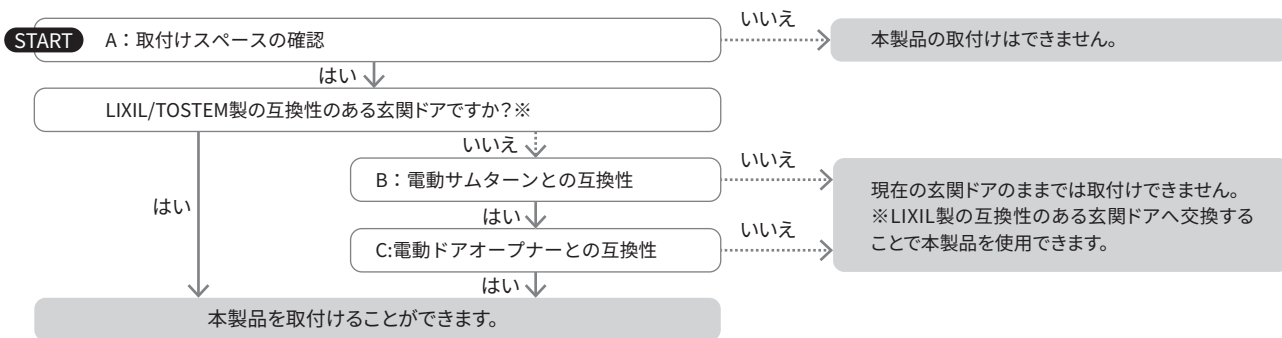 START
A：取付けスペースの確認
いいえ
本製品の取付けはできません。
はい
LIXIL/TOSTEM製の互換性のある玄関ドアですか?※
いいえ
はい
B：電動サムターンとの互換性
いいえ
現在の玄関ドアのままでは取付けできません。
※LIXIL製の互換性のある玄関ドアへ交換する
ことで本製品を使用できます。
はい
C:電動ドアオープナーとの互換性
いいえ
はい
本製品を取付けることができます。